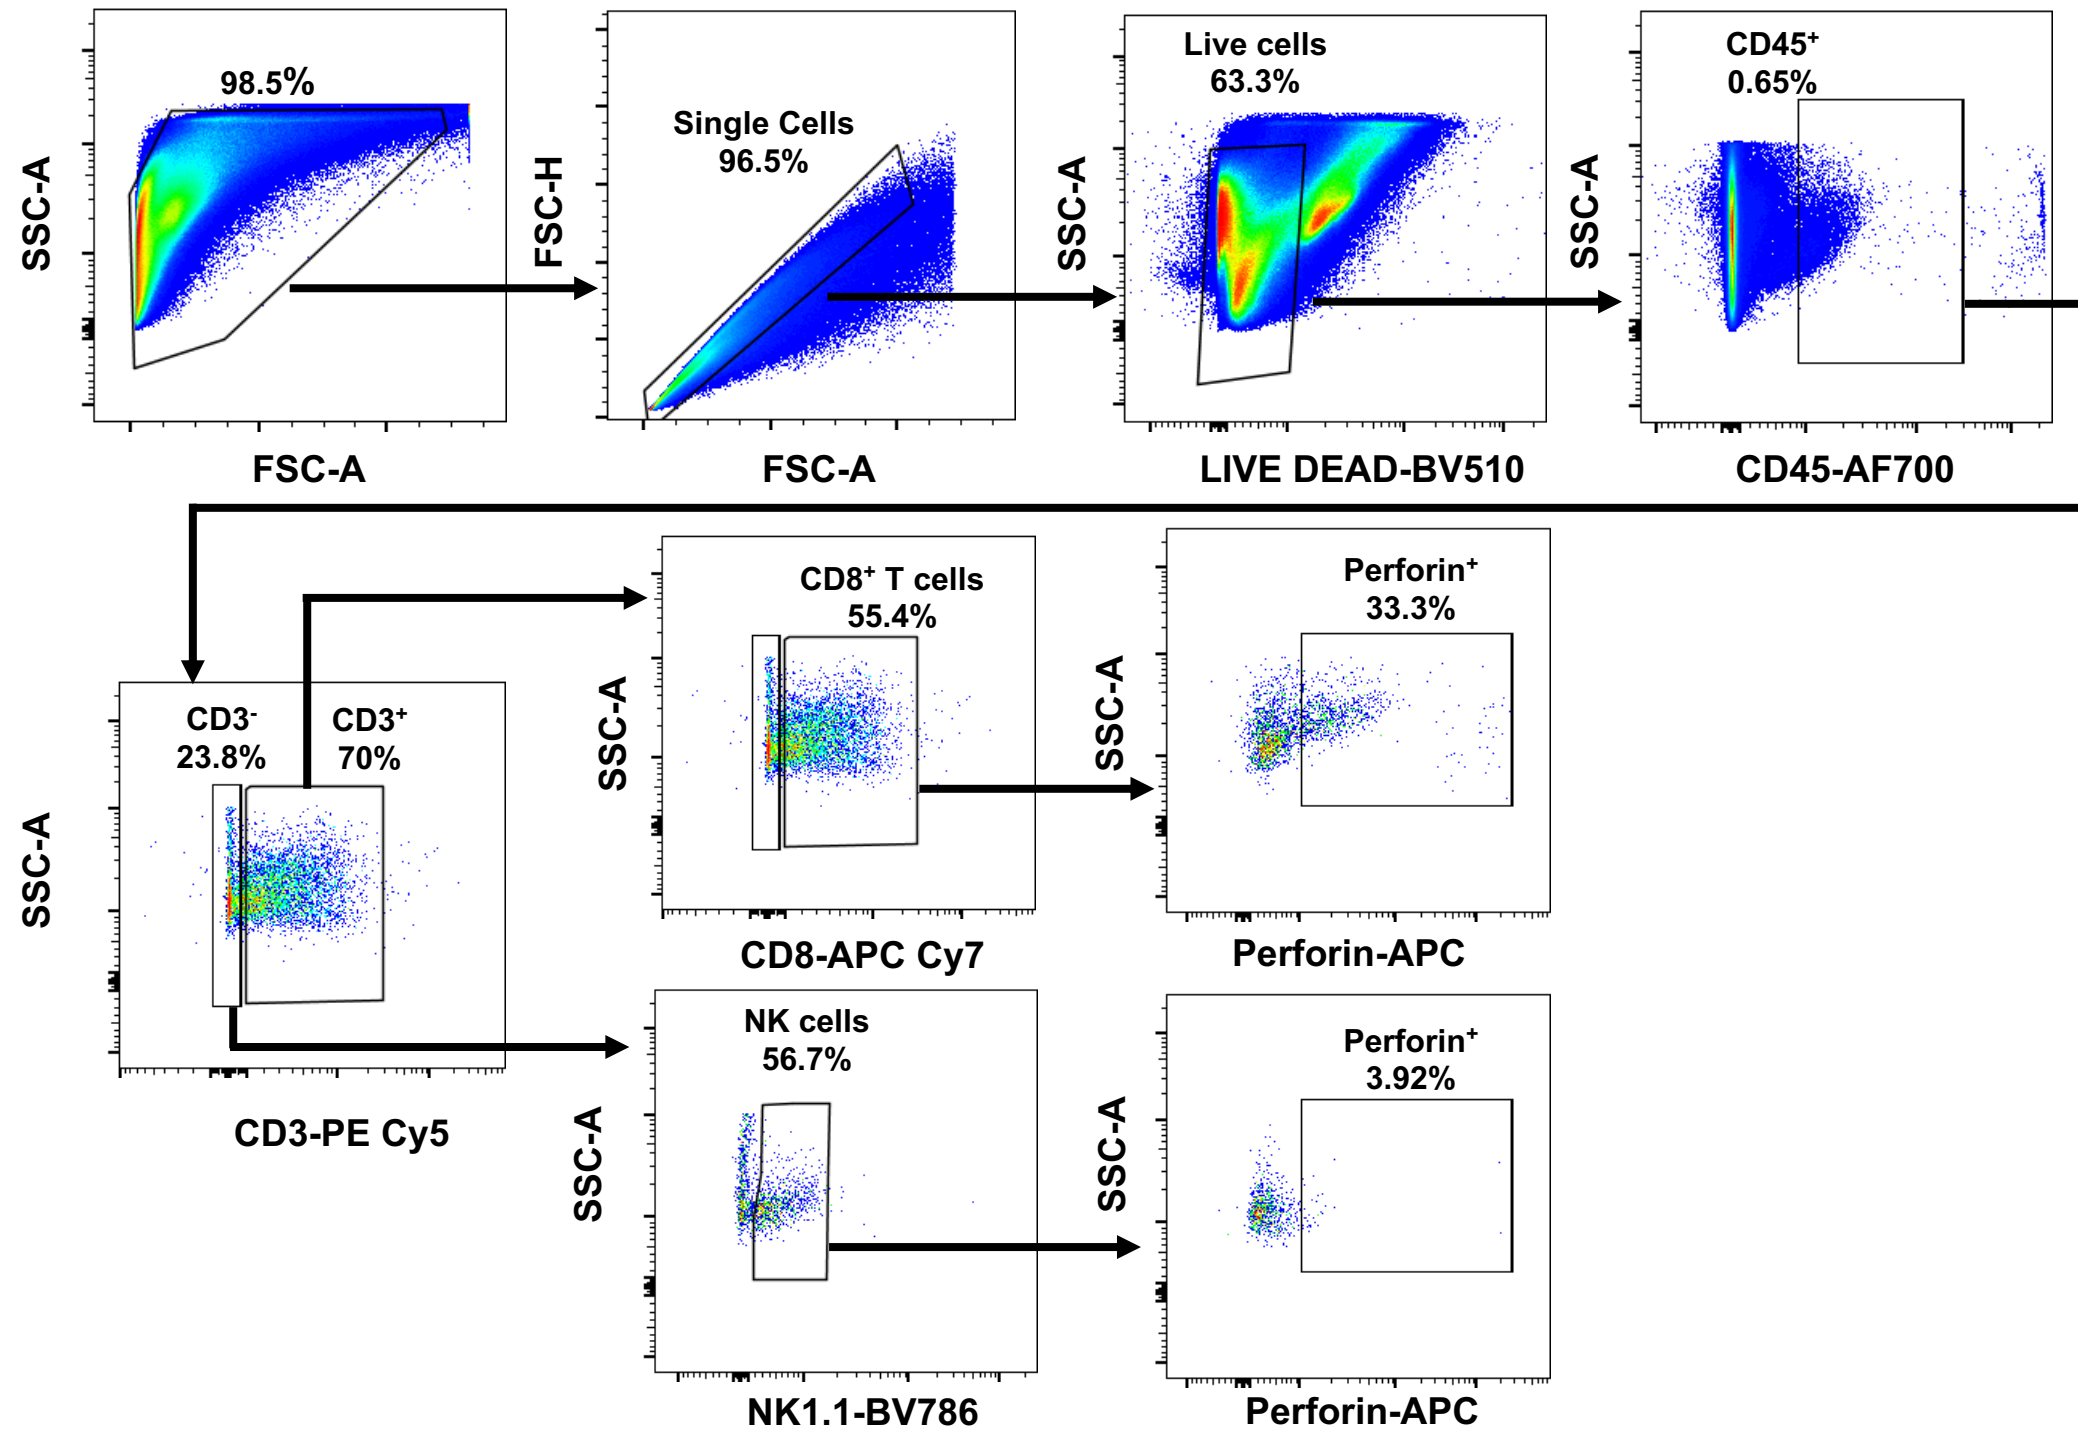 98.5%
SSC-A
FSC-A
Single Cells
96.5%
FSC-H
FSC-A
Live cells
63.3%
SSC-A
LIVE DEAD-BV510
CD45⁺
0.65%
SSC-A
CD45-AF700
CD3⁻
23.8%
CD3⁺
70%
SSC-A
CD3-PE Cy5
CD8⁺ T cells
55.4%
SSC-A
CD8-APC Cy7
Perforin⁺
33.3%
SSC-A
Perforin-APC
NK cells
56.7%
SSC-A
NK1.1-BV786
Perforin⁺
3.92%
SSC-A
Perforin-APC